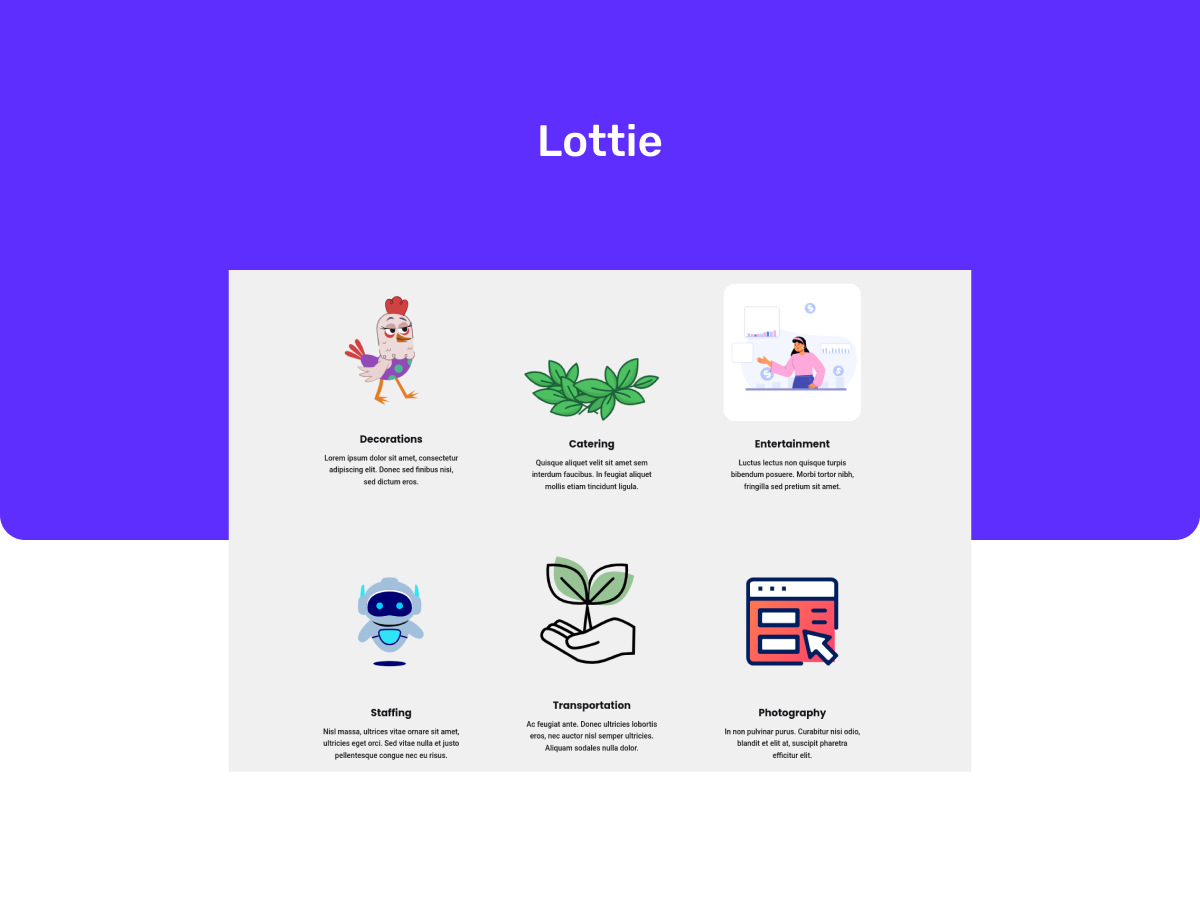 Lottie
Decorations
Lorem ipsum dolor sit amet, consectetur
adipiscing elit. Donec sed finibus nisi,
sed dictum eros.
Catering
Quisque aliquet velit sit amet sem
interdum faucibus. In feugiat aliquet
mollis etiam tincidunt ligula.
Entertainment
Luctus lectus non quisque turpis
bibendum posuere. Morbi tortor nibh,
fringilla sed pretium sit amet.
Staffing
Nisl massa, ultrices vitae ornare sit amet,
ultricies eget orci. Sed vitae nulla et justo
pellentesque congue nec eu risus.
Transportation
Ac feugiat ante. Donec ultricies lobortis
eros, nec auctor nisl semper ultricies.
Aliquam sodales nulla dolor.
Photography
In non pulvinar purus. Curabitur nisi odio,
blandit et elit at, suscipit pharetra
efficitur elit.